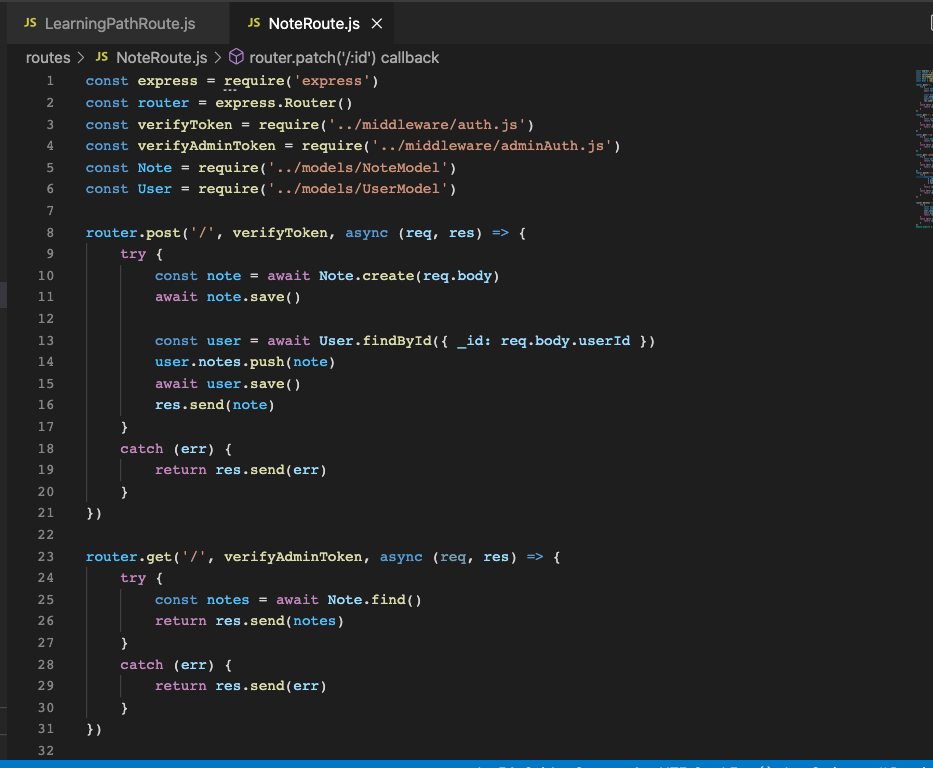 JS LearningPathRoute.js JS NoteRoute.js ×
routes > JS NoteRoute.js > router.patch('/:id') callback
1 const express = require('express')
2 const router = express.Router()
3 const verifyToken = require('../middleware/auth.js')
4 const verifyAdminToken = require('../middleware/adminAuth.js')
5 const Note = require('../models/NoteModel')
6 const User = require('../models/UserModel')
7
8 router.post('/', verifyToken, async (req, res) => {
9 try {
10 const note = await Note.create(req.body)
11 await note.save()
12
13 const user = await User.findById({ _id: req.body.userId })
14 user.notes.push(note)
15 await user.save()
16 res.send(note)
17 }
18 catch (err) {
19 return res.send(err)
20 }
21 })
22
23 router.get('/', verifyAdminToken, async (req, res) => {
24 try {
25 const notes = await Note.find()
26 return res.send(notes)
27 }
28 catch (err) {
29 return res.send(err)
30 }
31 })
32